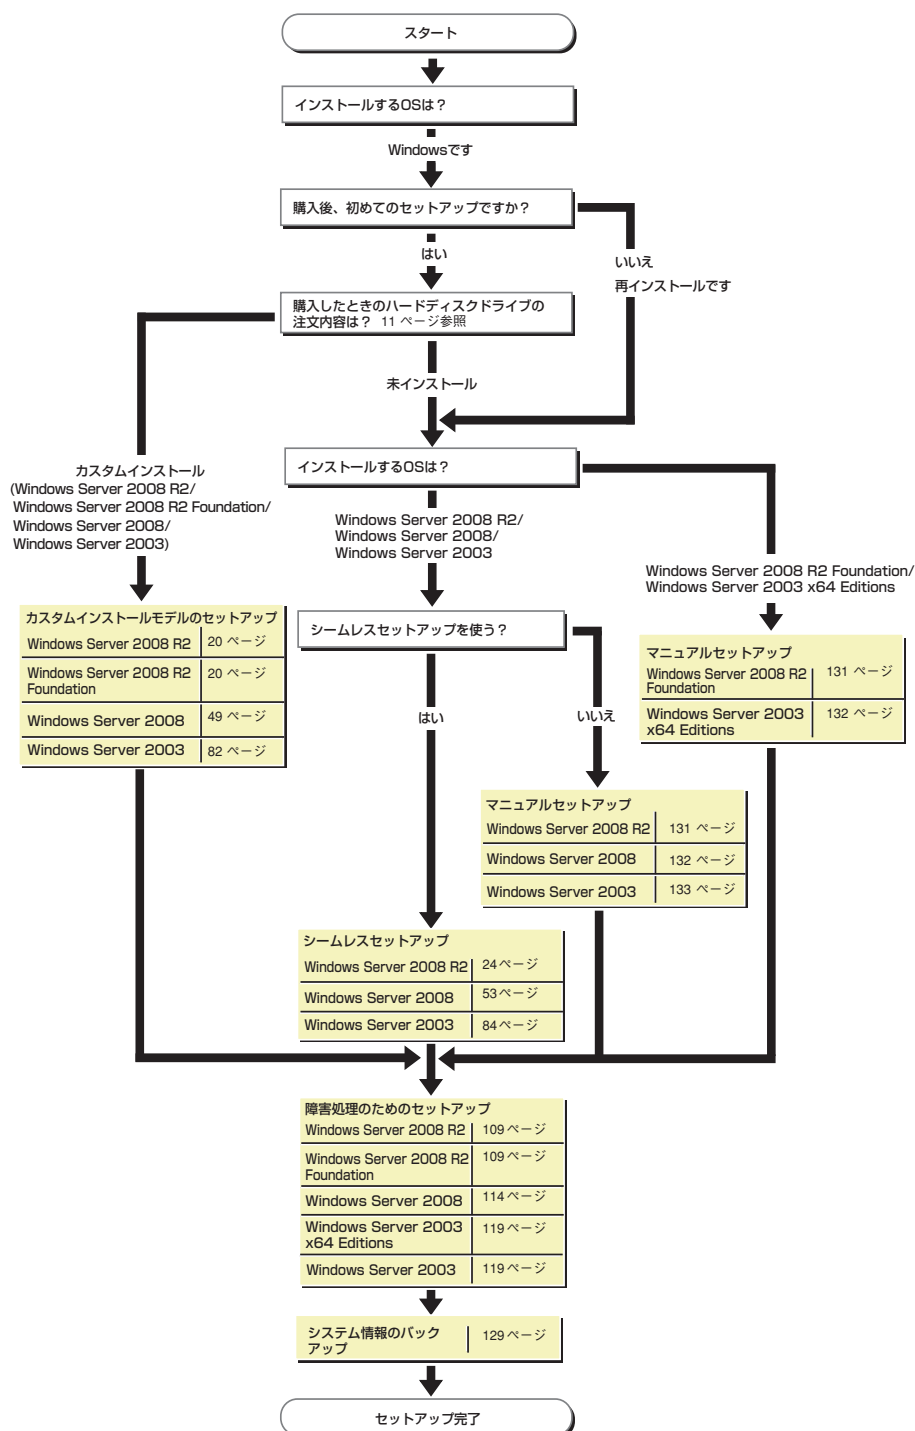 スタート
インストールするOSは？
Windowsです
購入後、初めてのセットアップですか？
はい
いいえ
再インストールです
購入したときのハードディスクドライブの
注文内容は？ 11 ページ参照
未インストール
カスタムインストール
(Windows Server 2008 R2/
Windows Server 2008 R2 Foundation/
Windows Server 2008/
Windows Server 2003)
インストールするOSは？
Windows Server 2008 R2/
Windows Server 2008/
Windows Server 2003
Windows Server 2008 R2 Foundation/
Windows Server 2003 x64 Editions
カスタムインストールモデルのセットアップ
Windows Server 2008 R2 20 ページ
Windows Server 2008 R2 20 ページ
Foundation
Windows Server 2008 49 ページ
Windows Server 2003 82 ページ
シームレスセットアップを使う？
はい
いいえ
マニュアルセットアップ
Windows Server 2008 R2 131 ページ
Foundation
Windows Server 2003 132 ページ
x64 Editions
マニュアルセットアップ
Windows Server 2008 R2 131 ページ
Windows Server 2008 132 ページ
Windows Server 2003 133 ページ
シームレスセットアップ
Windows Server 2008 R2 24ページ
Windows Server 2008 53ページ
Windows Server 2003 84ページ
障害処理のためのセットアップ
Windows Server 2008 R2 109ページ
Windows Server 2008 R2 109ページ
Foundation
Windows Server 2008 114ページ
Windows Server 2003 119ページ
x64 Editions
Windows Server 2003 119ページ
システム情報のバック 129ページ
アップ
セットアップ完了